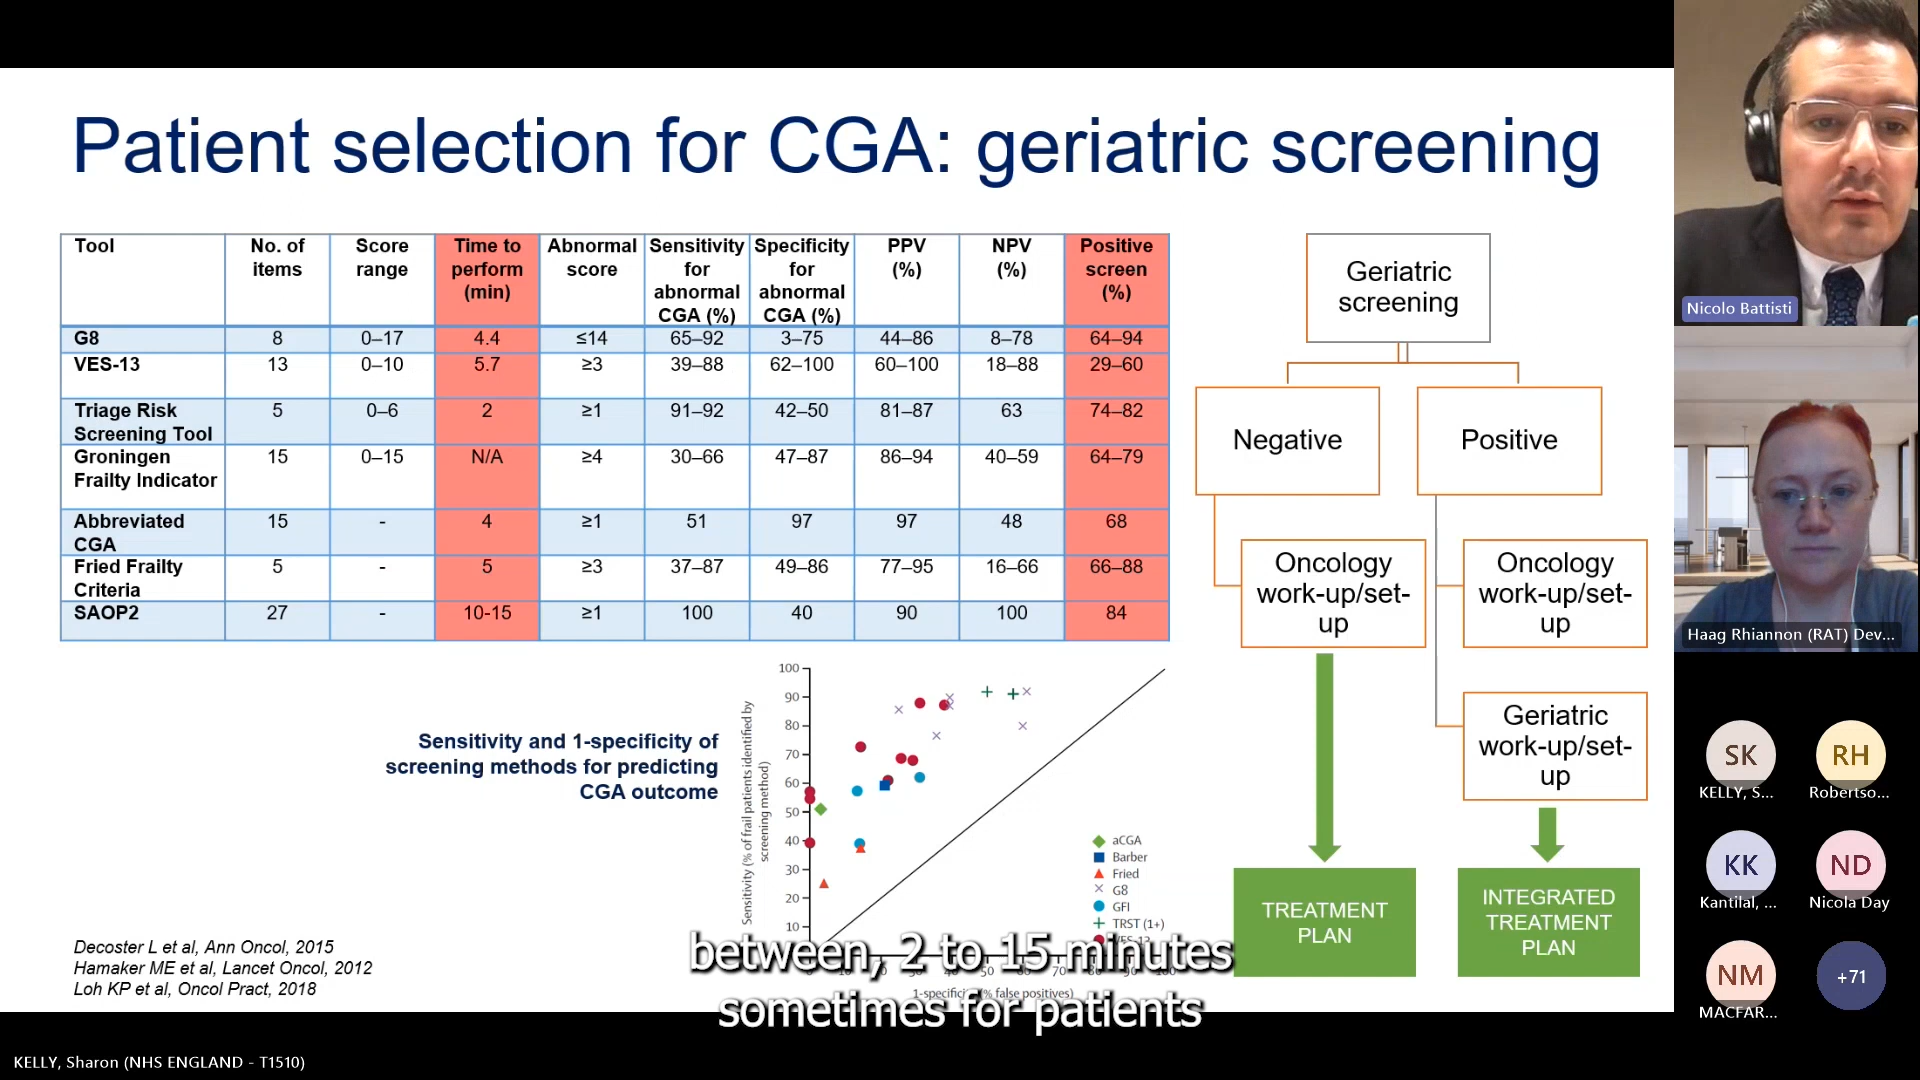 Patient selection for CGA: geriatric screening
Tool No. of items Score range Time to perform (min) Abnormal score Sensitivity for abnormal CGA (%) Specificity for abnormal CGA (%) PPV (%) NPV (%) Positive screen (%)
G8 8 0–17 4.4 ≤14 65–92 3–75 44–86 8–78 64–94
VES-13 13 0–10 5.7 ≥3 39–88 62–100 60–100 18–88 29–60
Triage Risk Screening Tool 5 0–6 2 ≥1 91–92 42–50 81–87 63 74–82
Groningen Frailty Indicator 15 0–15 N/A ≥4 30–66 47–87 86–94 40–59 64–79
Abbreviated CGA 15 - 4 ≥1 51 97 97 48 68
Fried Frailty Criteria 5 - 5 ≥3 37–87 49–86 77–95 16–66 66–88
SAOP2 27 - 10-15 ≥1 100 40 90 100 84
Geriatric
screening
Negative
Positive
Oncology
work-up/set-
up
Oncology
work-up/set-
up
Geriatric
work-up/set-
up
TREATMENT
PLAN
INTEGRATED
TREATMENT
PLAN
Sensitivity and 1-specificity of
screening methods for predicting
CGA outcome
Sensitivity (% of frail patients identified by
screening method)
100
90
80
70
60
50
40
30
20
10
aCGA
Barber
Fried
G8
GFI
TRST (1+)
Decoster L et al, Ann Oncol, 2015
Hamaker ME et al, Lancet Oncol, 2012
Loh KP et al, Oncol Pract, 2018
between, 2 to 15 minutes
sometimes for patients
Nicolo Battisti
Haag Rhiannon (RAT) Dev...
SK
KELLY, S...
RH
Robertso...
KK
Kantilal, ...
ND
Nicola Day
NM
MACFAR...
+71
KELLY, Sharon (NHS ENGLAND - T1510)